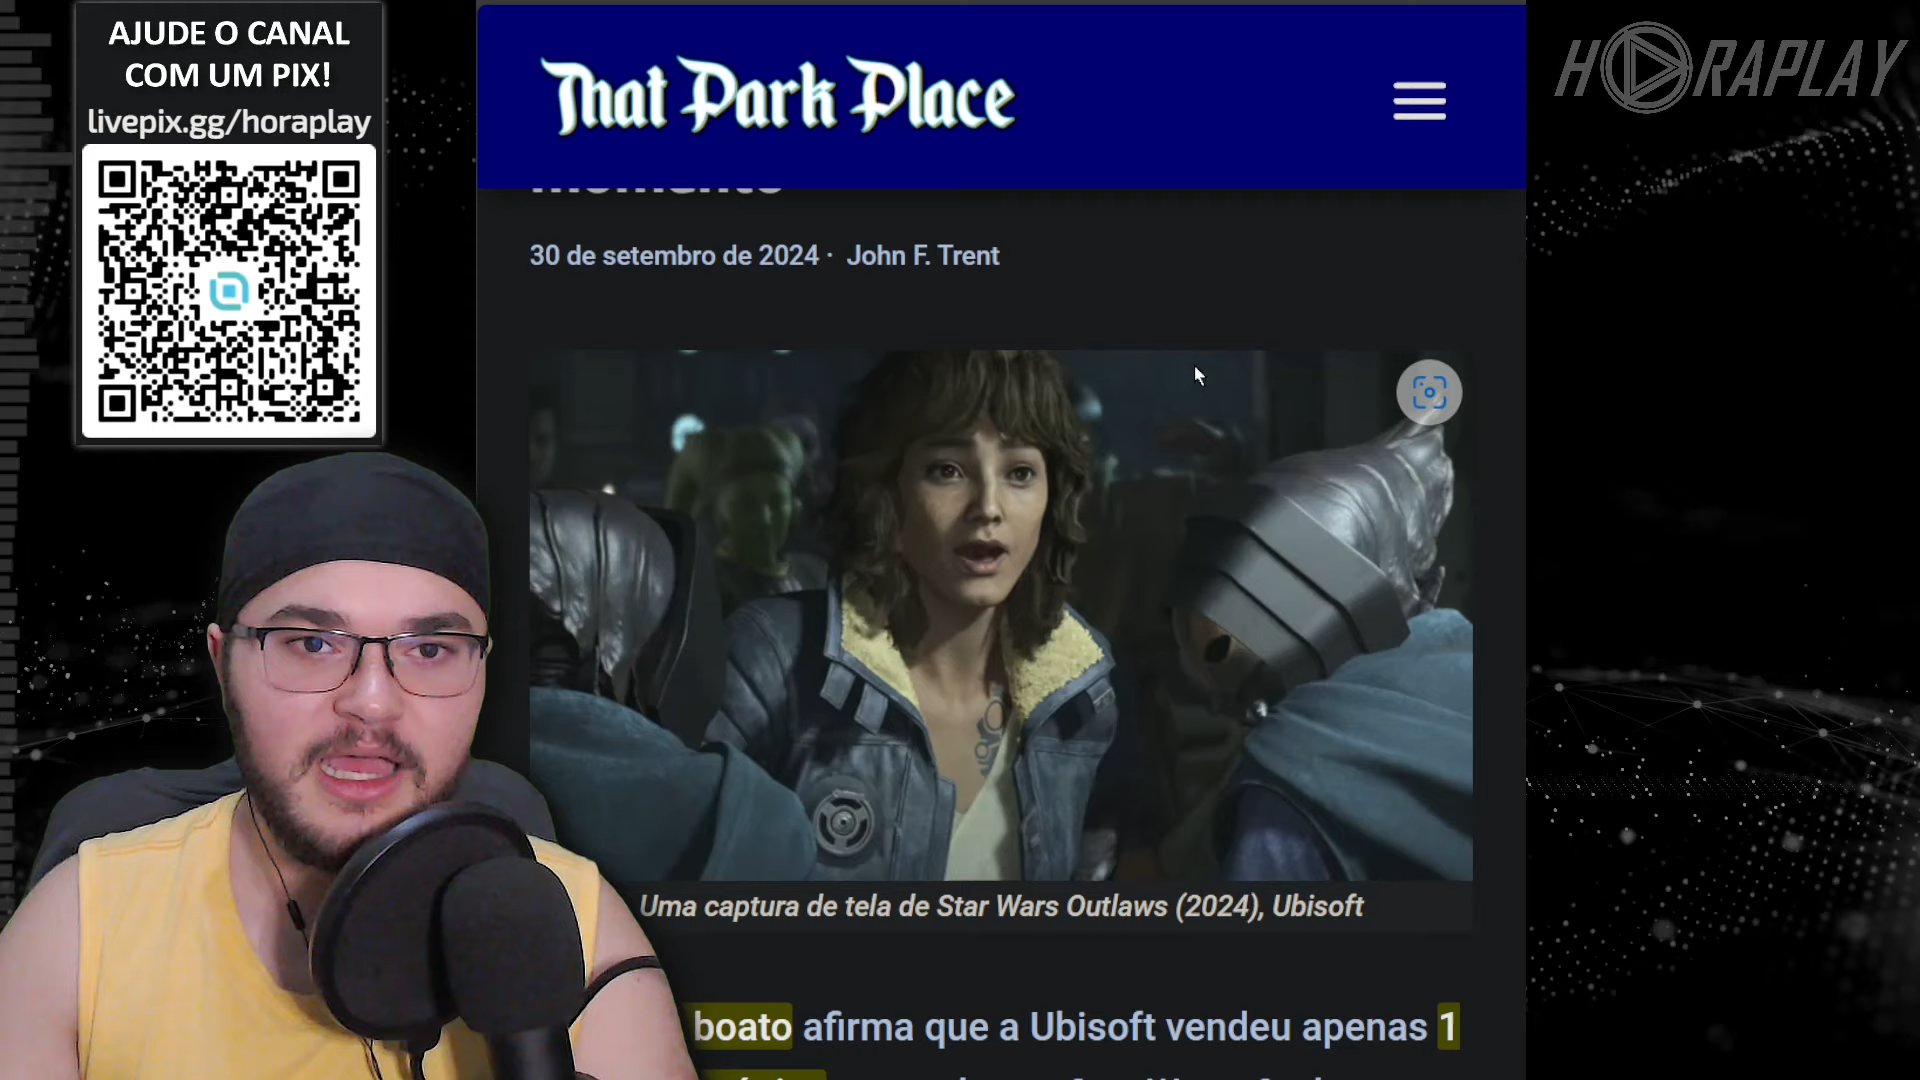 AJUDE O CANAL
COM UM PIX!
livepix.gg/horaplay
That Park Place
HORAPLAY
momento
30 de setembro de 2024 · John F. Trent
Uma captura de tela de Star Wars Outlaws (2024), Ubisoft
boato afirma que a Ubisoft vendeu apenas 1